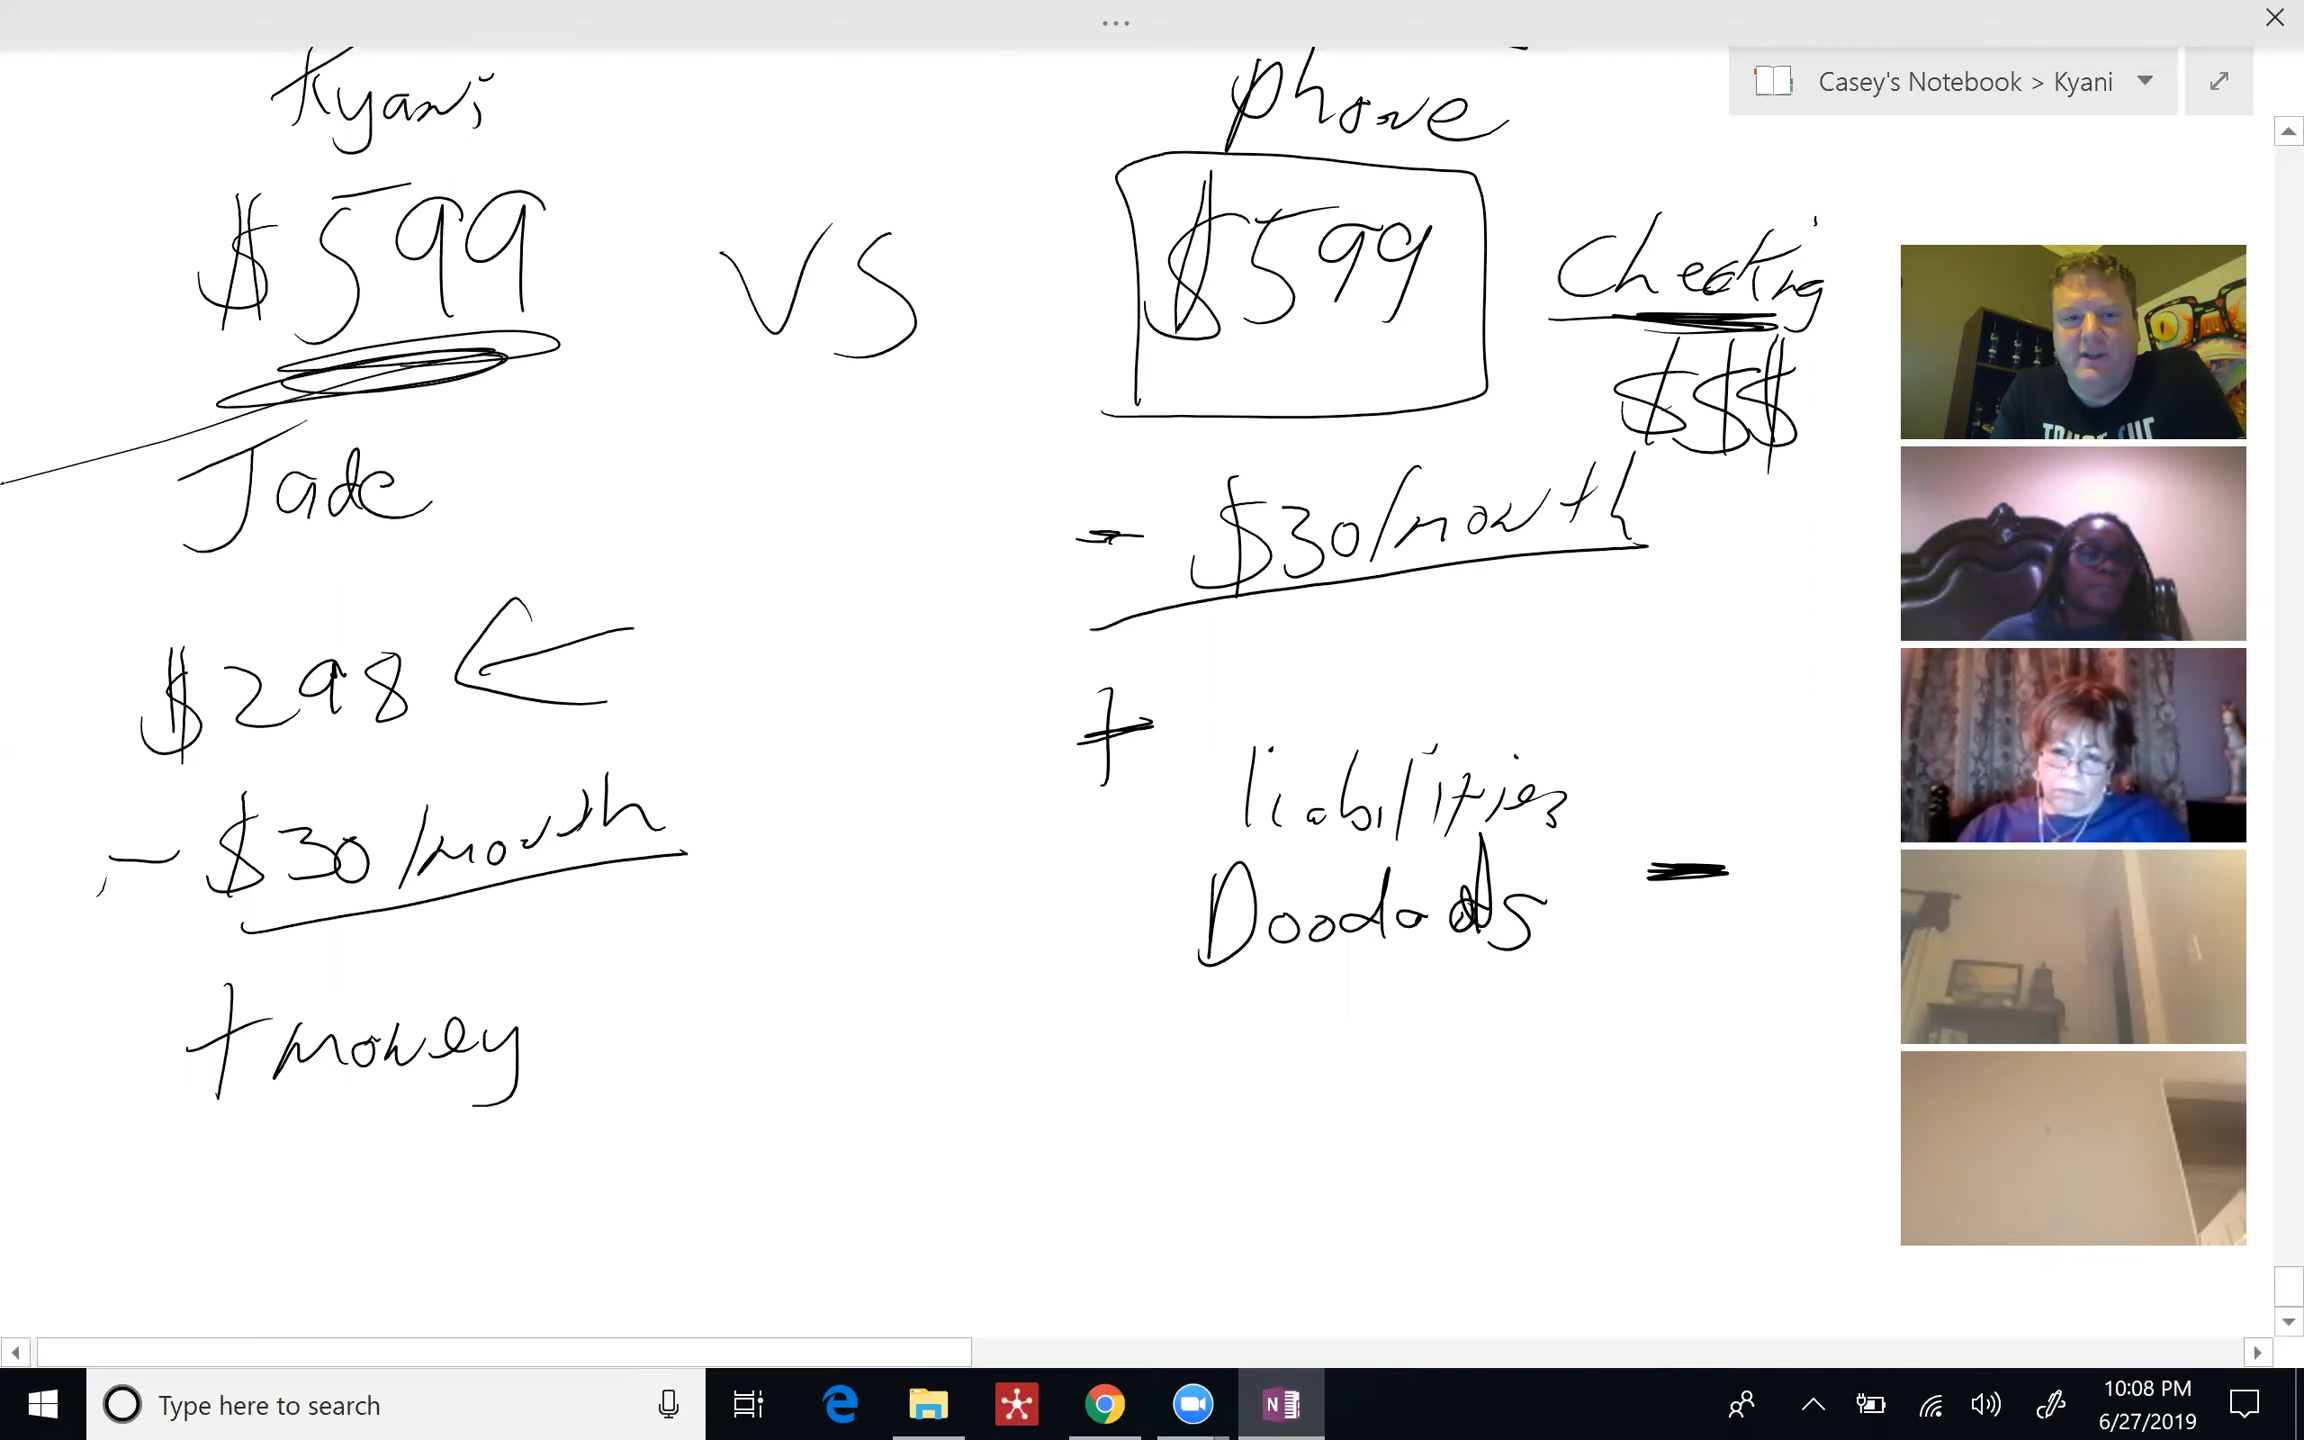 ...
Casey's Notebook > Kyani
Kyani
phone
$599
VS
$599
Checking
$$$
Jade
- $30/month
$298
+
liabilities
- $30/month
Doodads -
+ money
TRUST
Type here to search
10:08 PM
6/27/2019